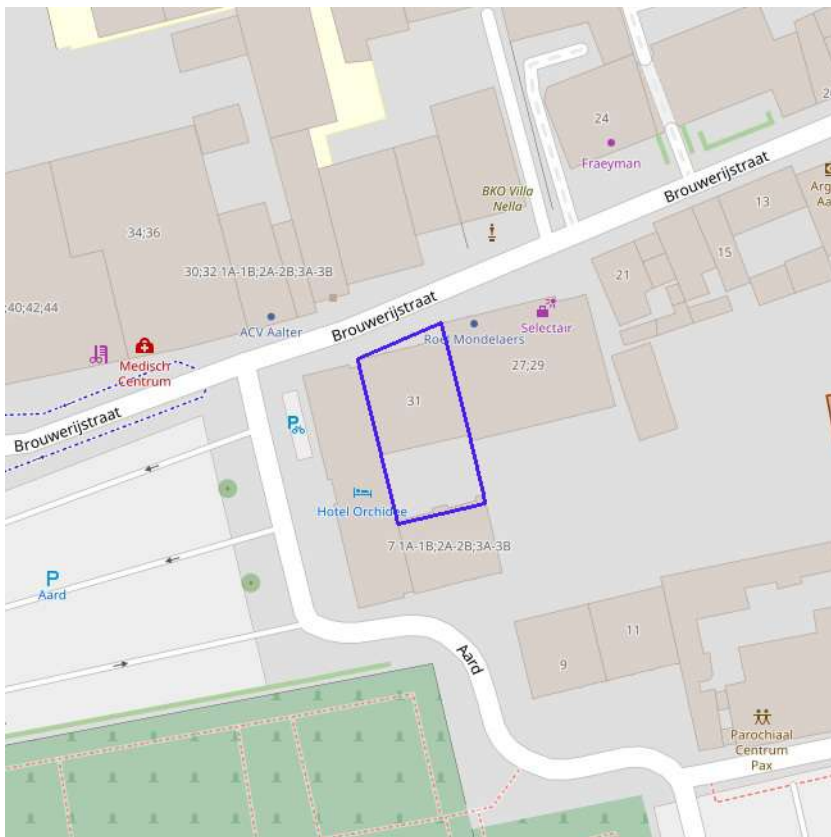 24
Fraeyman
Brouwerijstraat
13
BKO Villa
Nella
15
21
34;36
30;32 1A-1B;2A-2B;3A-3B
;40;42;44
ACV Aalter
Brouwerijstraat
Selectair
Roel Mondelaers
27;29
Medisch
Centrum
31
Brouwerijstraat
P
Hotel Orchidee
7 1A-1B;2A-2B;3A-3B
P
Aard
11
9
Aard
Parochiaal
Centrum
Pax